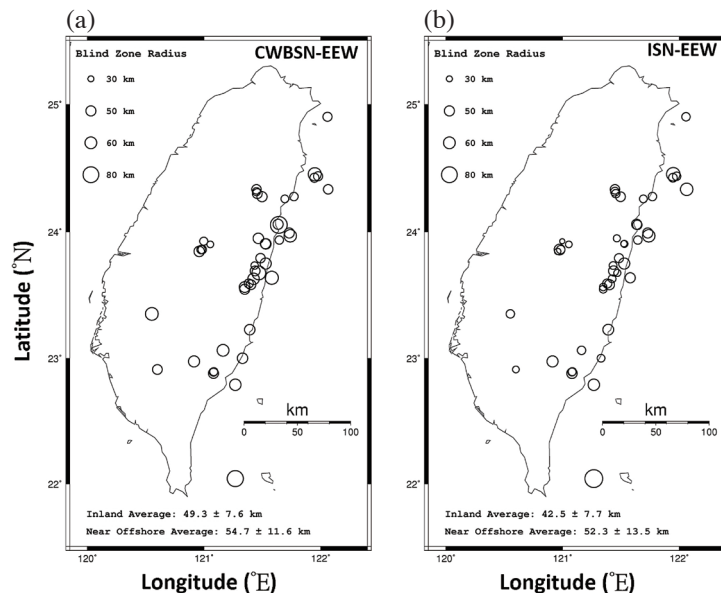 (a)
CWBSN-EEW
Blind Zone Radius
30 km
50 km
60 km
80 km
25°
24°
23°
22°
km
0 50 100
Inland Average: 49.3 ± 7.6 km
Near Offshore Average: 54.7 ± 11.6 km
120° 121° 122°
Longitude (°E)
Latitude (°N)
(b)
ISN-EEW
Blind Zone Radius
30 km
50 km
60 km
80 km
25°
24°
23°
22°
km
0 50 100
Inland Average: 42.5 ± 7.7 km
Near Offshore Average: 52.3 ± 13.5 km
120° 121° 122°
Longitude (°E)